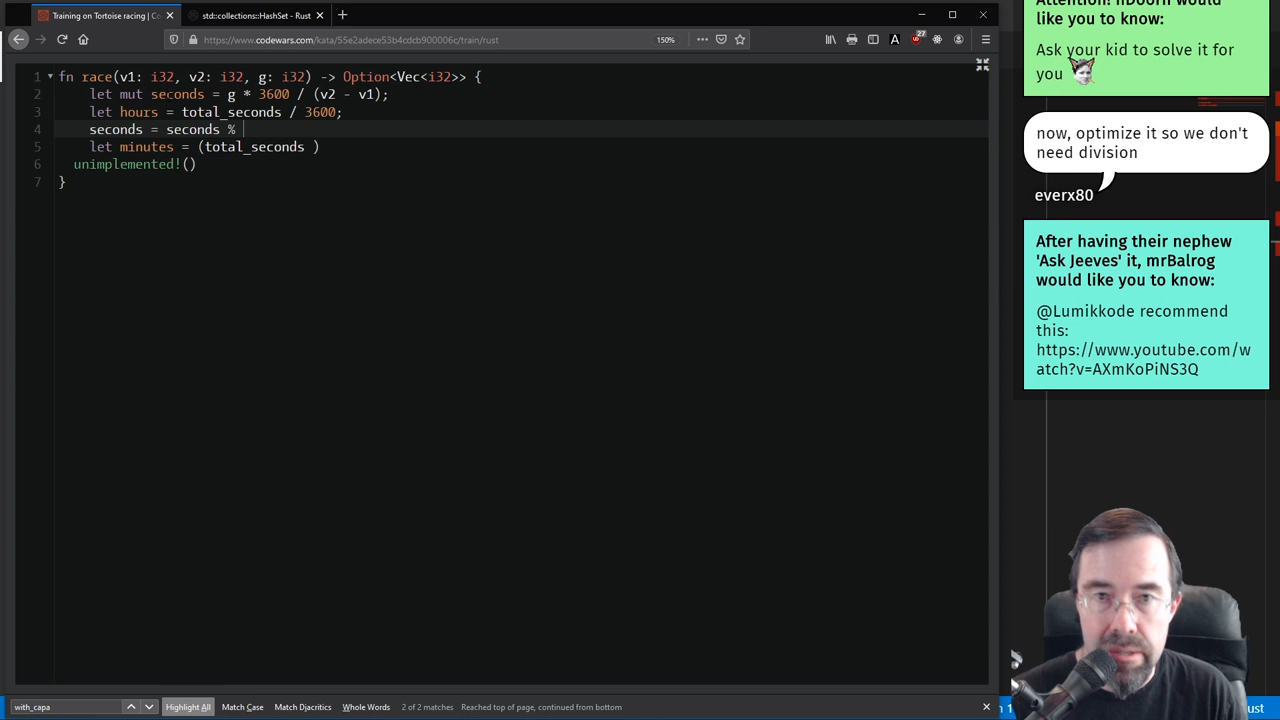 Training on Tortoise racing | Co
std::collections::HashSet - Rust
https://www.codewars.com/kata/55e2adece53b4cdcb900006c/train/rust
150%
27
1 fn race(v1: i32, v2: i32, g: i32) -> Option<Vec<i32>> {
2 let mut seconds = g * 3600 / (v2 - v1);
3 let hours = total_seconds / 3600;
4 seconds = seconds %
5 let minutes = (total_seconds )
6 unimplemented!()
7 }
with_capa
Highlight All
Match Case
Match Diacritics
Whole Words
2 of 2 matches
Reached top of page, continued from bottom
Attention! nDoorn would
like you to know:
Ask your kid to solve it for
you
now, optimize it so we don't
need division
everx80
After having their nephew
'Ask Jeeves' it, mrBalrog
would like you to know:
@Lumikkode recommend
this:
https://www.youtube.com/w
atch?v=AXmKoPiNS3Q